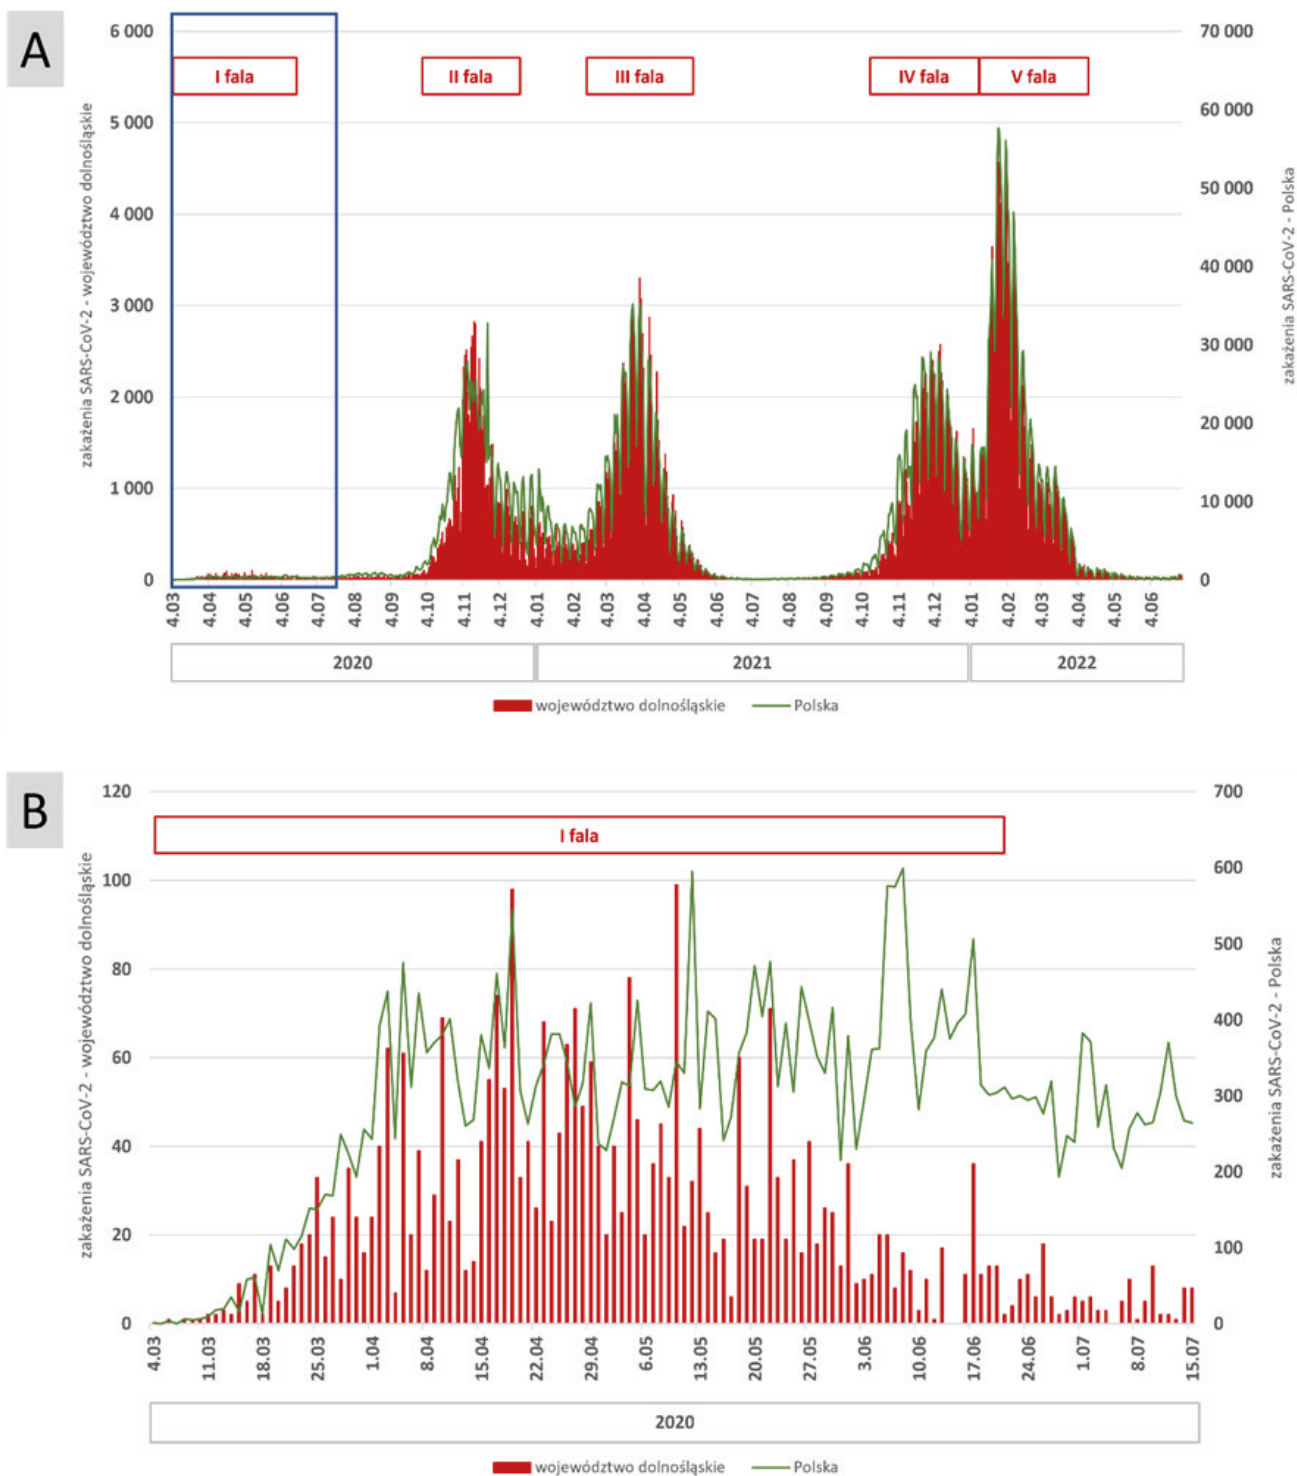 A
6 000
5 000
4 000
3 000
2 000
1 000
0
zakażenia SARS-CoV-2 - województwo dolnośląskie
I fala
II fala
III fala
IV fala
V fala
70 000
60 000
50 000
40 000
30 000
20 000
10 000
0
zakażenia SARS-CoV-2 - Polska
4.03 4.04 4.05 4.06 4.07 4.08 4.09 4.10 4.11 4.12 4.01 4.02 4.03 4.04 4.05 4.06 4.07 4.08 4.09 4.10 4.11 4.12 4.01 4.02 4.03 4.04 4.05 4.06
2020 2021 2022
województwo dolnośląskie Polska
B
120
100
80
60
40
20
0
zakażenia SARS-CoV-2 - województwo dolnośląskie
I fala
700
600
500
400
300
200
100
0
zakażenia SARS-CoV-2 - Polska
4.03 11.03 18.03 25.03 1.04 8.04 15.04 22.04 29.04 6.05 13.05 20.05 27.05 3.06 10.06 17.06 24.06 1.07 8.07 15.07
2020
województwo dolnośląskie Polska